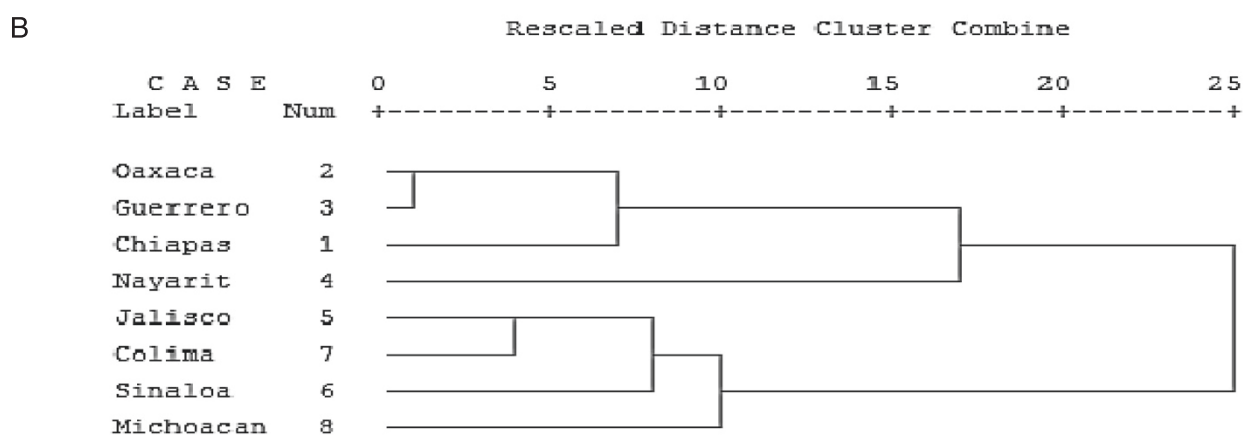 B
Rescaled Distance Cluster Combine
C A S E 0 5 10 15 20 25
Label Num +---------+---------+---------+---------+---------+
Oaxaca 2
Guerrero 3
Chiapas 1
Nayarit 4
Jalisco 5
Colima 7
Sinaloa 6
Michoacan 8